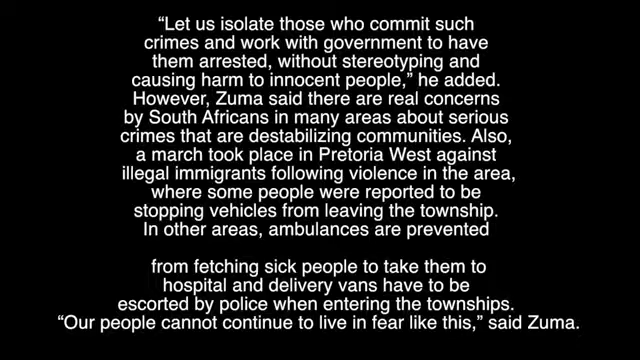 “Let us isolate those who commit such
crimes and work with government to have
them arrested, without stereotyping and
causing harm to innocent people,” he added.
However, Zuma said there are real concerns
by South Africans in many areas about serious
crimes that are destabilizing communities. Also,
a march took place in Pretoria West against
illegal immigrants following violence in the area,
where some people were reported to be
stopping vehicles from leaving the township.
In other areas, ambulances are prevented
from fetching sick people to take them to
hospital and delivery vans have to be
escorted by police when entering the townships.
“Our people cannot continue to live in fear like this,” said Zuma.